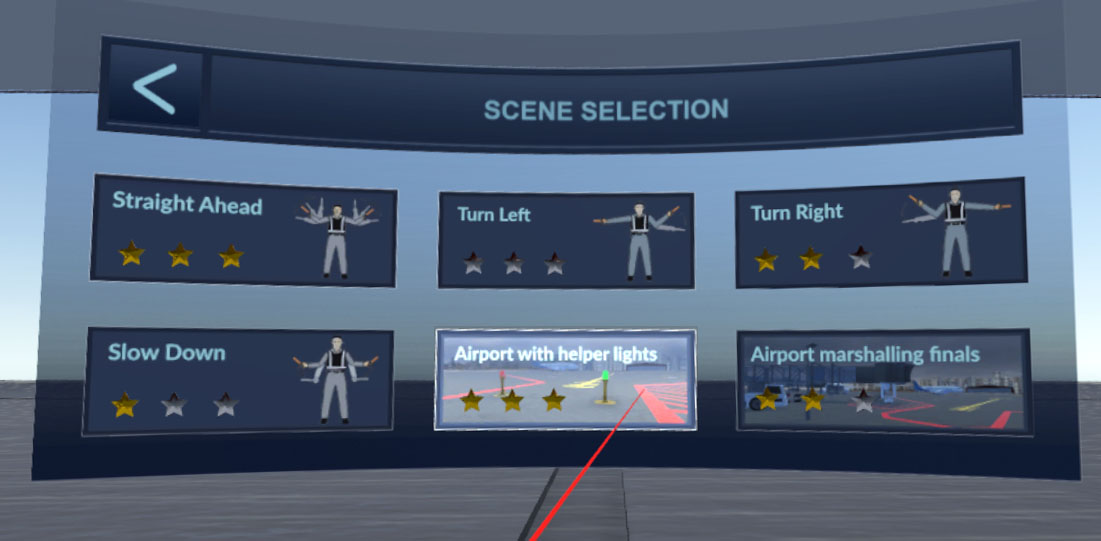 SCENE SELECTION
Straight Ahead
Turn Left
Turn Right
Slow Down
Airport with helper lights
Airport marshalling finals